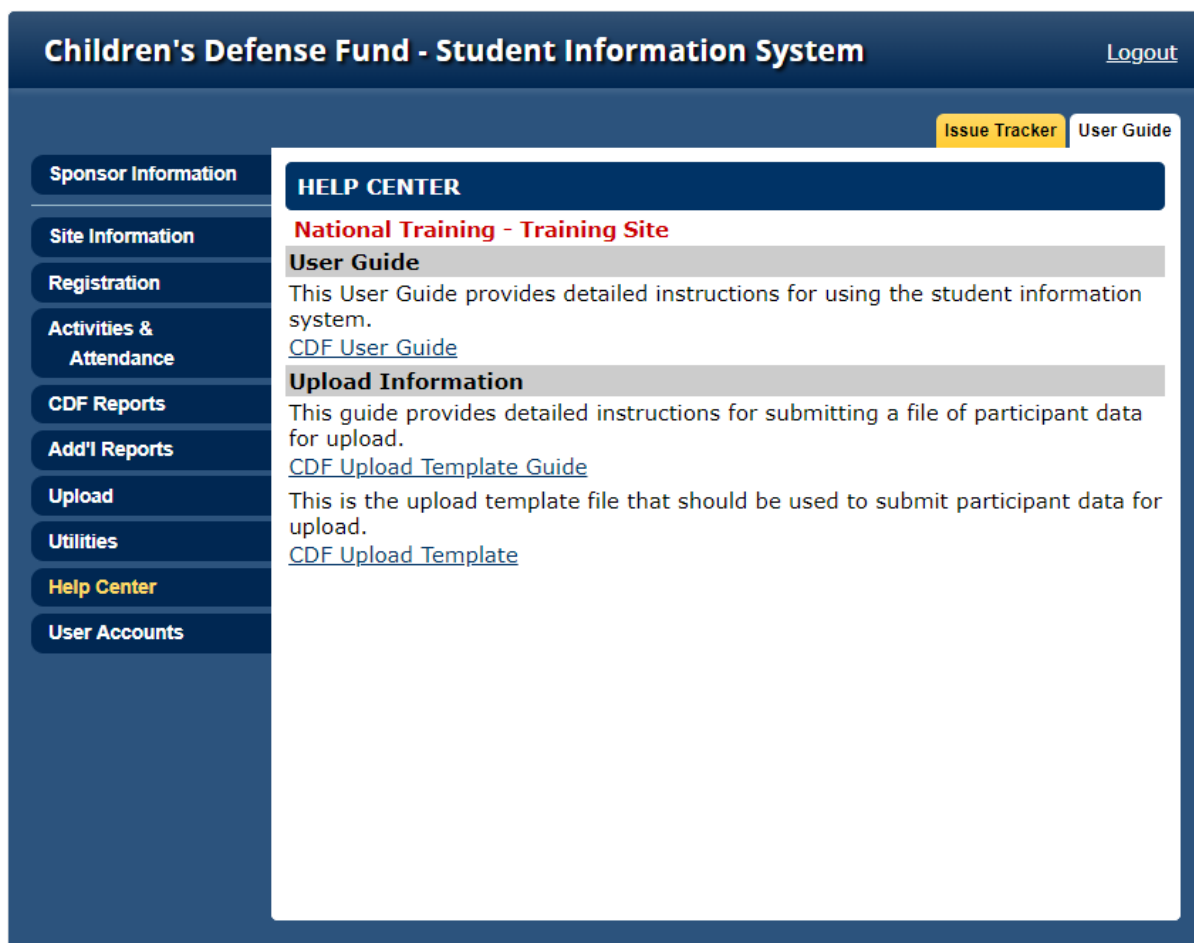 Children's Defense Fund - Student Information System
Logout
Issue Tracker
User Guide
Sponsor Information
Site Information
Registration
Activities &
Attendance
CDF Reports
Add'l Reports
Upload
Utilities
Help Center
User Accounts
HELP CENTER
National Training - Training Site
User Guide
This User Guide provides detailed instructions for using the student information
system.
CDF User Guide
Upload Information
This guide provides detailed instructions for submitting a file of participant data
for upload.
CDF Upload Template Guide
This is the upload template file that should be used to submit participant data for
upload.
CDF Upload Template